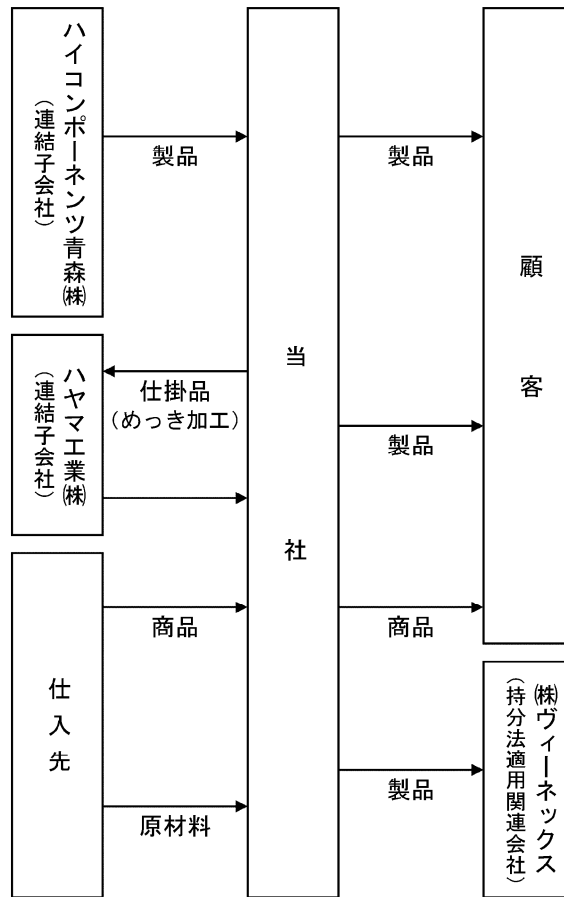 ハイコンポーネンツ青森㈱
（連結子会社）
製品
製品
ハヤマ工業㈱
（連結子会社）
仕掛品
（めっき加工）
製品
当社
顧客
仕入先
商品
商品
原材料
製品
㈱ヴィーネックス
（持分法適用関連会社）